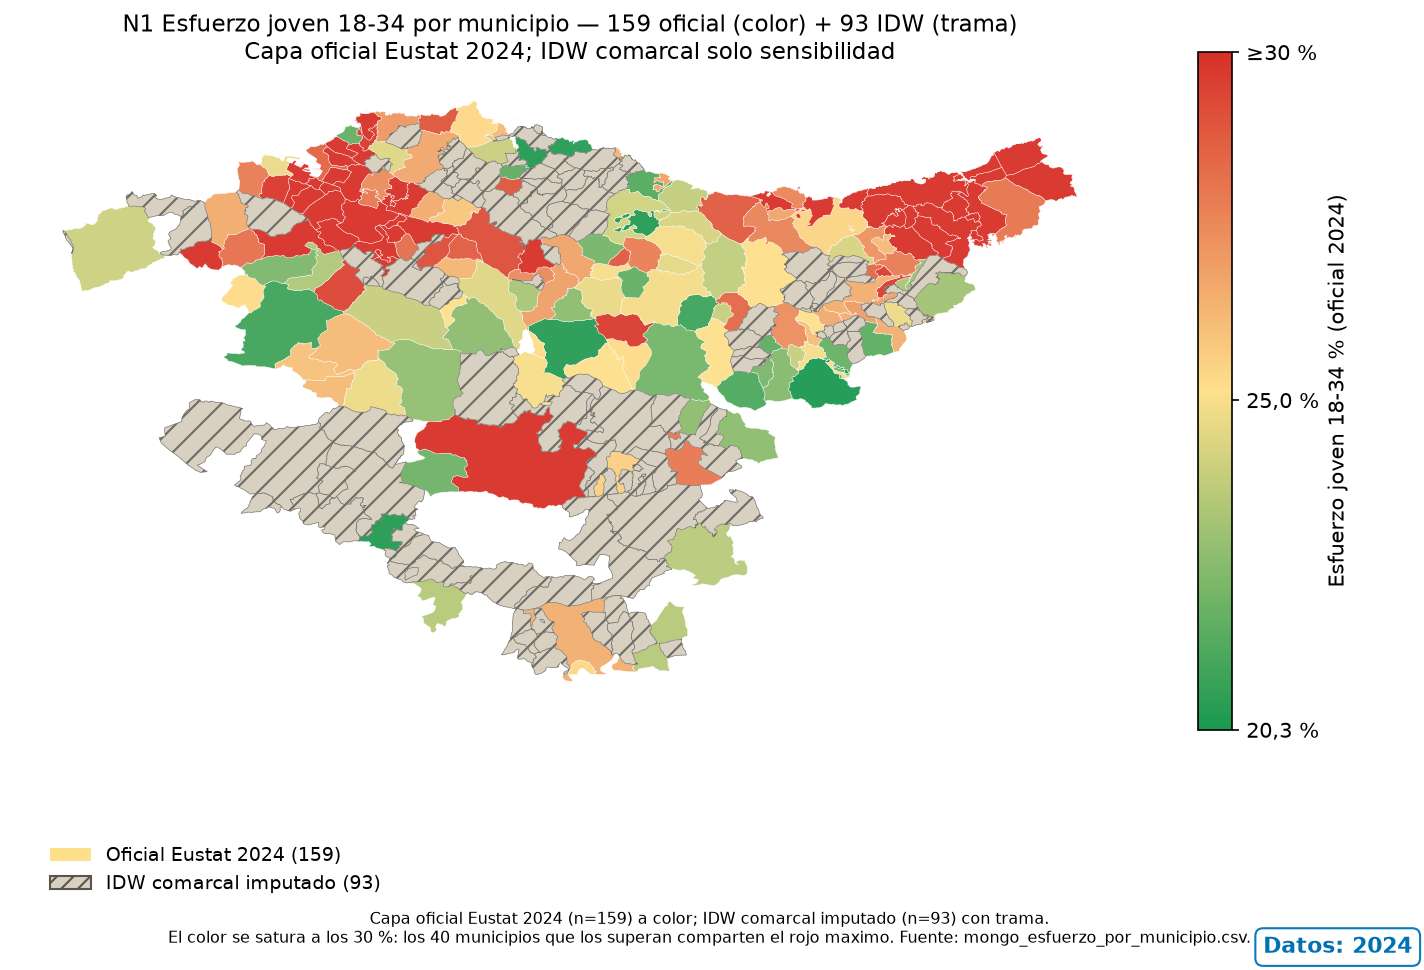 N1 Esfuerzo joven 18-34 por municipio — 159 oficial (color) + 93 IDW (trama)
Capa oficial Eustat 2024; IDW comarcal solo sensibilidad
≥30 %
25,0 %
20,3 %
Esfuerzo joven 18-34 % (oficial 2024)
Oficial Eustat 2024 (159)
IDW comarcal imputado (93)
Capa oficial Eustat 2024 (n=159) a color; IDW comarcal imputado (n=93) con trama.
El color se satura a los 30 %: los 40 municipios que los superan comparten el rojo maximo. Fuente: mongo_esfuerzo_por_municipio.csv.
Datos: 2024